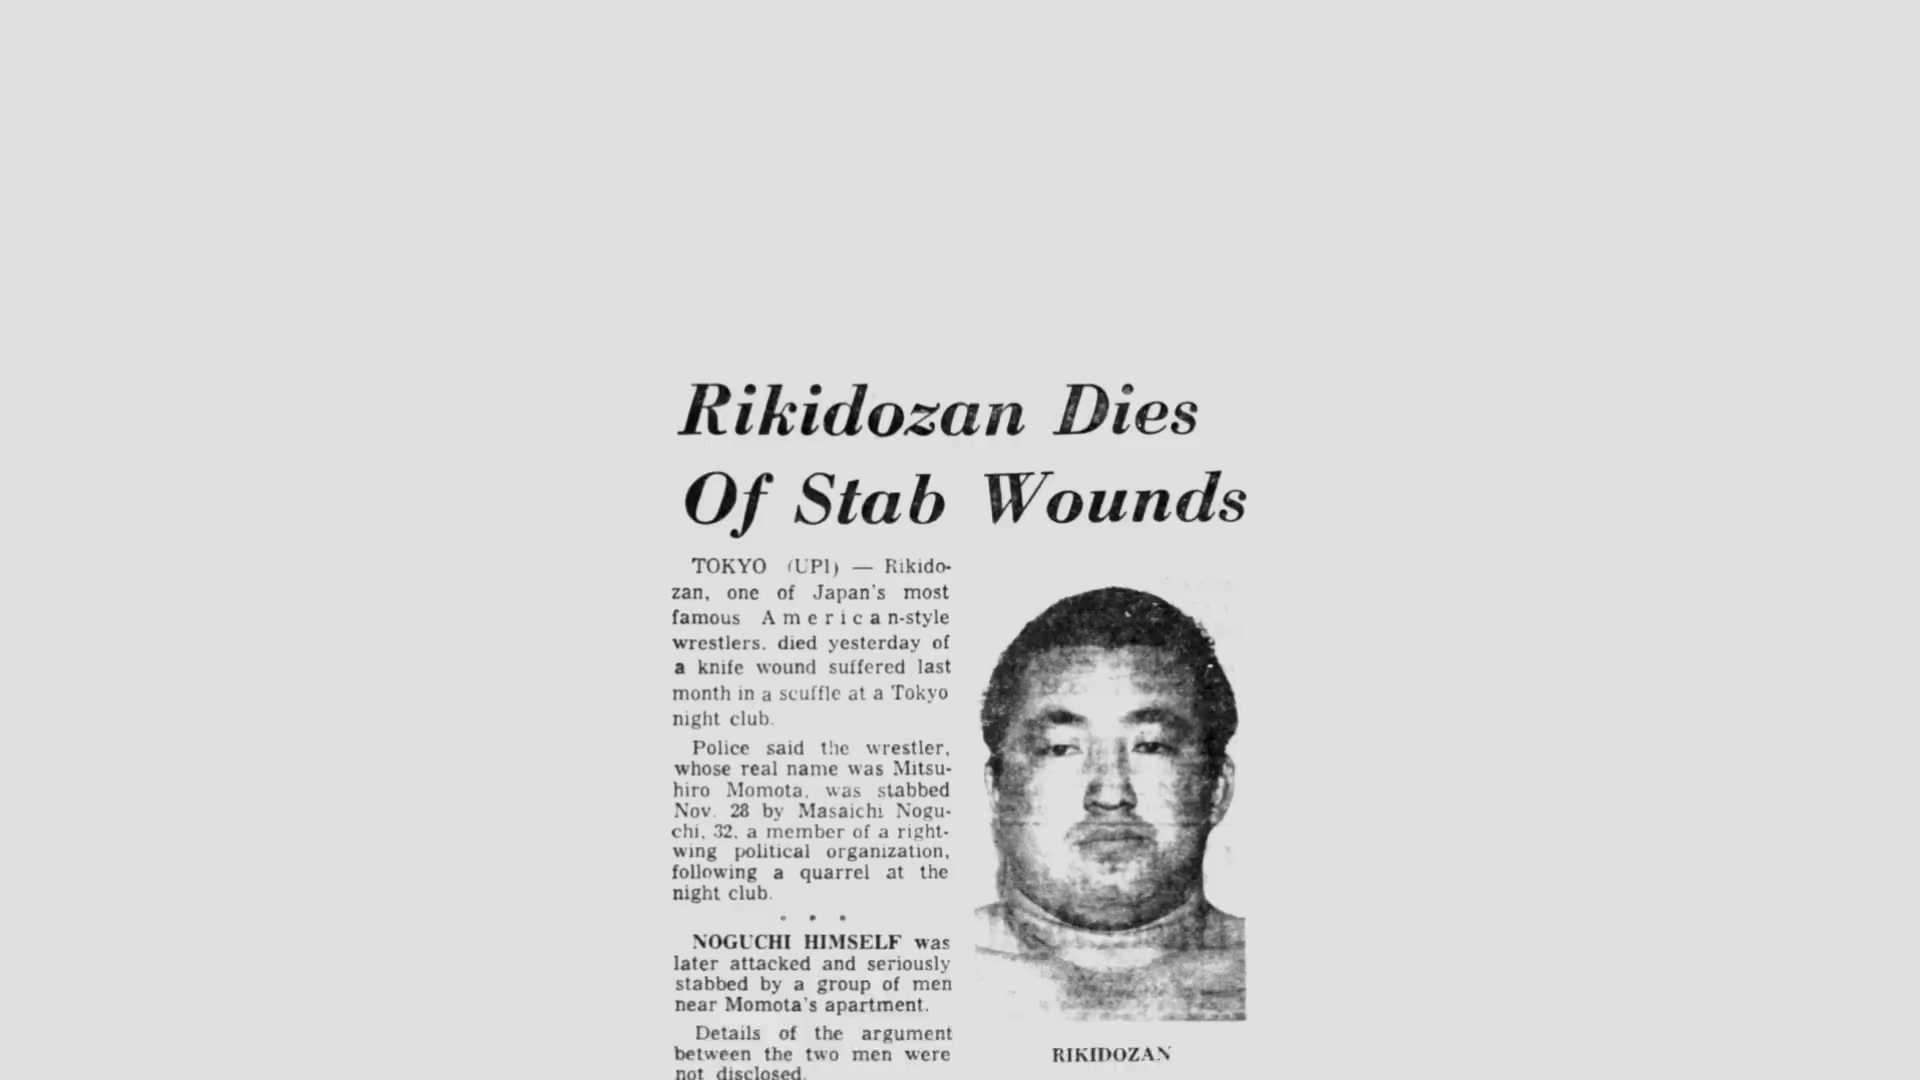 Rikidozan Dies
Of Stab Wounds
TOKYO (UPI) — Rikido-
zan, one of Japan's most
famous American-style
wrestlers, died yesterday of
a knife wound suffered last
month in a scuffle at a Tokyo
night club.
Police said the wrestler,
whose real name was Mitsu-
hiro Momota, was stabbed
Nov. 28 by Masaichi Nogu-
chi, 32, a member of a right-
wing political organization,
following a quarrel at the
night club.
NOGUCHI HIMSELF was
later attacked and seriously
stabbed by a group of men
near Momota's apartment.
Details of the argument
between the two men were
not disclosed.
RIKIDOZAN